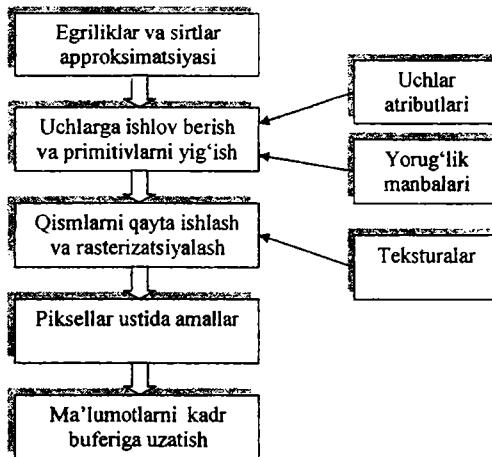 Egriliklar va sirtlar
approksimatsiyasi
Uchlarga ishlov berish
va primitivlarni yig‘ish
Qismlarni qayta ishlash
va rasterizatsiyalash
Piksellar ustida amallar
Ma’lumotlarni kadr
buferiga uzatish
Uchlar
atributlari
Yorug‘lik
manbalari
Teksturalar